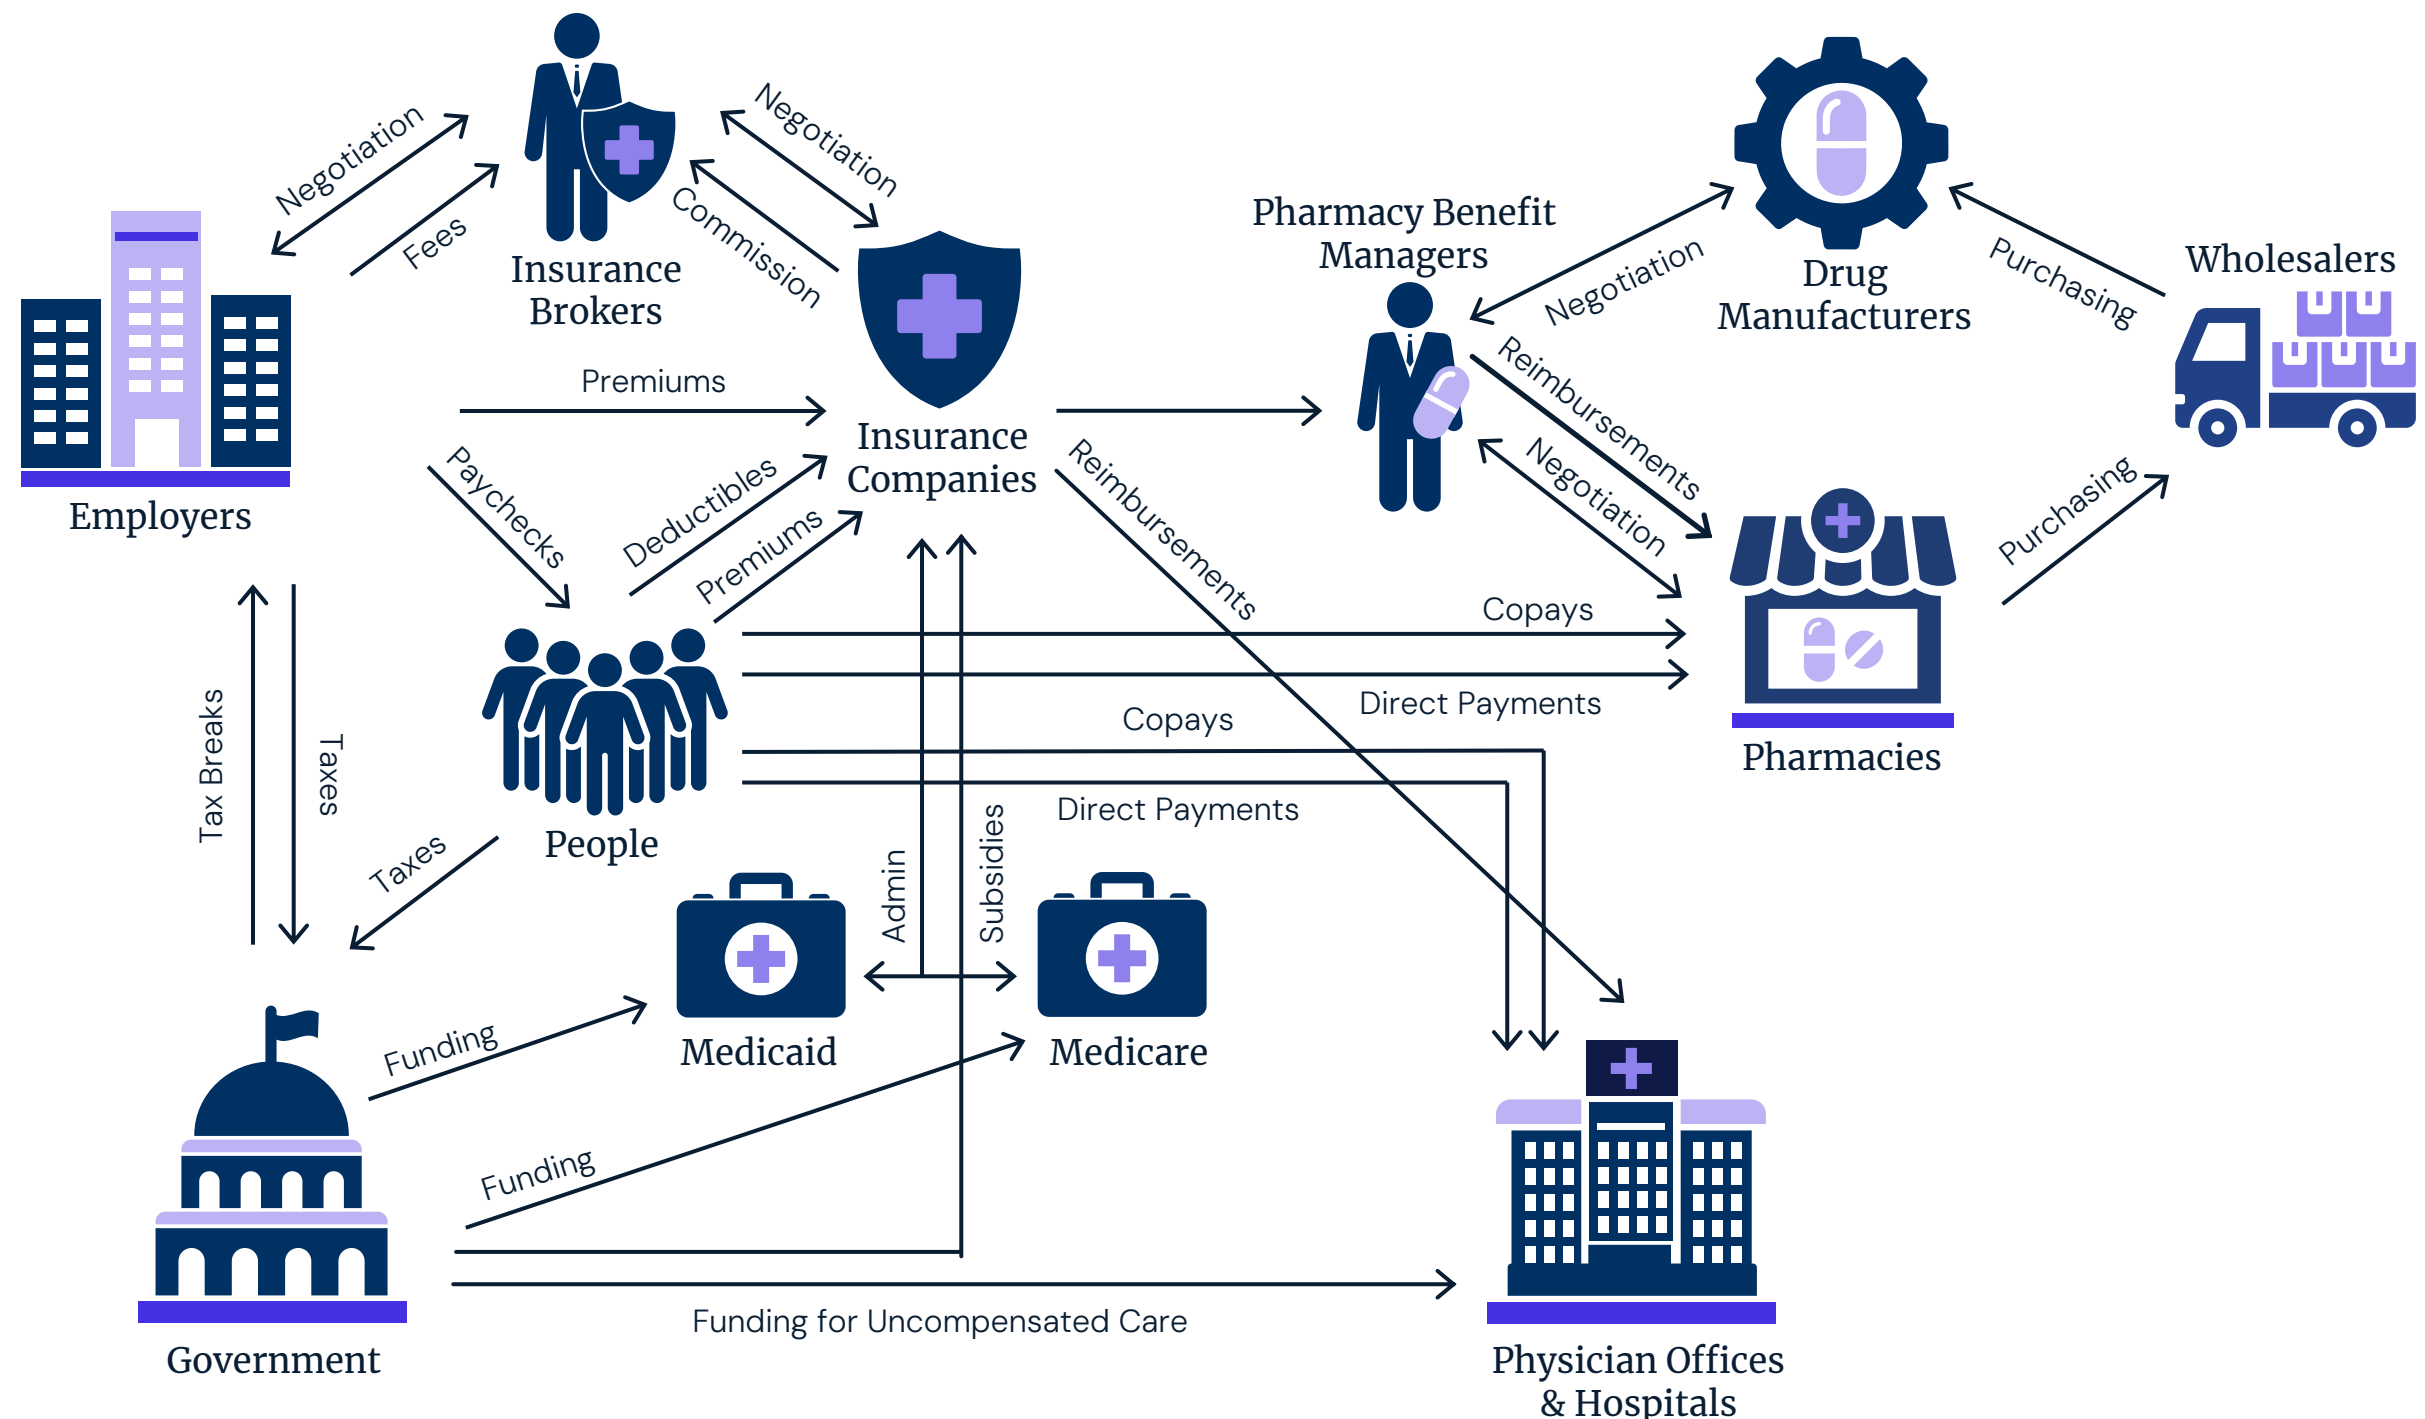 Negotiation
Fees
Insurance
Brokers
Negotiation
Commission
Pharmacy Benefit
Managers
Negotiation
Drug
Manufacturers
Purchasing
Wholesalers
Employers
Premiums
Insurance
Companies
Reimbursements
Negotiation
Purchasing
Paychecks
Deductibles
Premiums
Reimbursements
Copays
Direct Payments
Pharmacies
Tax Breaks
Taxes
People
Copays
Direct Payments
Taxes
Admin
Subsidies
Medicaid
Medicare
Funding
Funding
Funding for Uncompensated Care
Government
Physician Offices
& Hospitals